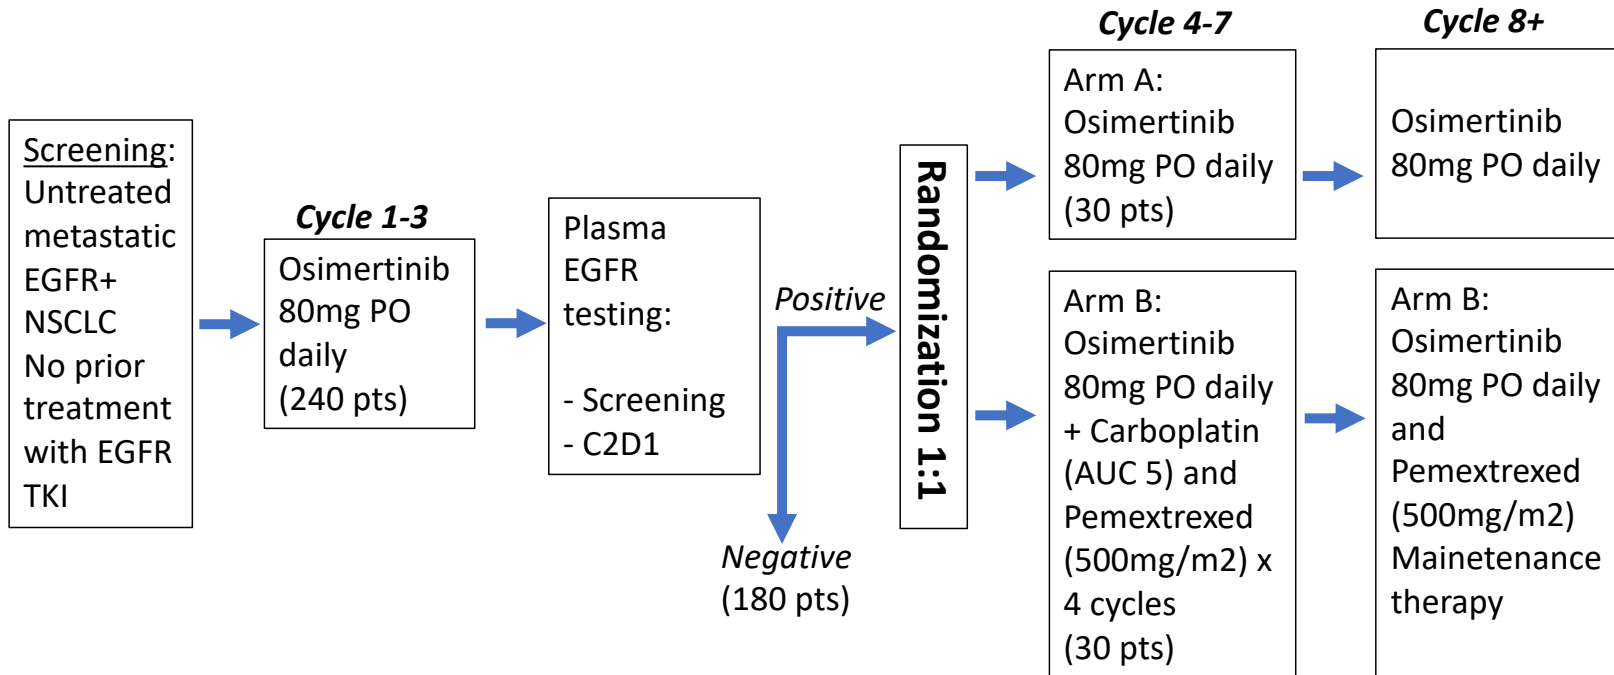 Screening:
Untreated
metastatic
EGFR+
NSCLC
No prior
treatment
with EGFR
TKI
Cycle 1-3
Osimertinib
80mg PO
daily
(240 pts)
Plasma
EGFR
testing:
- Screening
- C2D1
Positive
Negative
(180 pts)
Randomization 1:1
Cycle 4-7
Arm A:
Osimertinib
80mg PO daily
(30 pts)
Arm B:
Osimertinib
80mg PO daily
+ Carboplatin
(AUC 5) and
Pemextrexed
(500mg/m2) x
4 cycles
(30 pts)
Cycle 8+
Osimertinib
80mg PO daily
Arm B:
Osimertinib
80mg PO daily
and
Pemextrexed
(500mg/m2)
Mainetenance
therapy